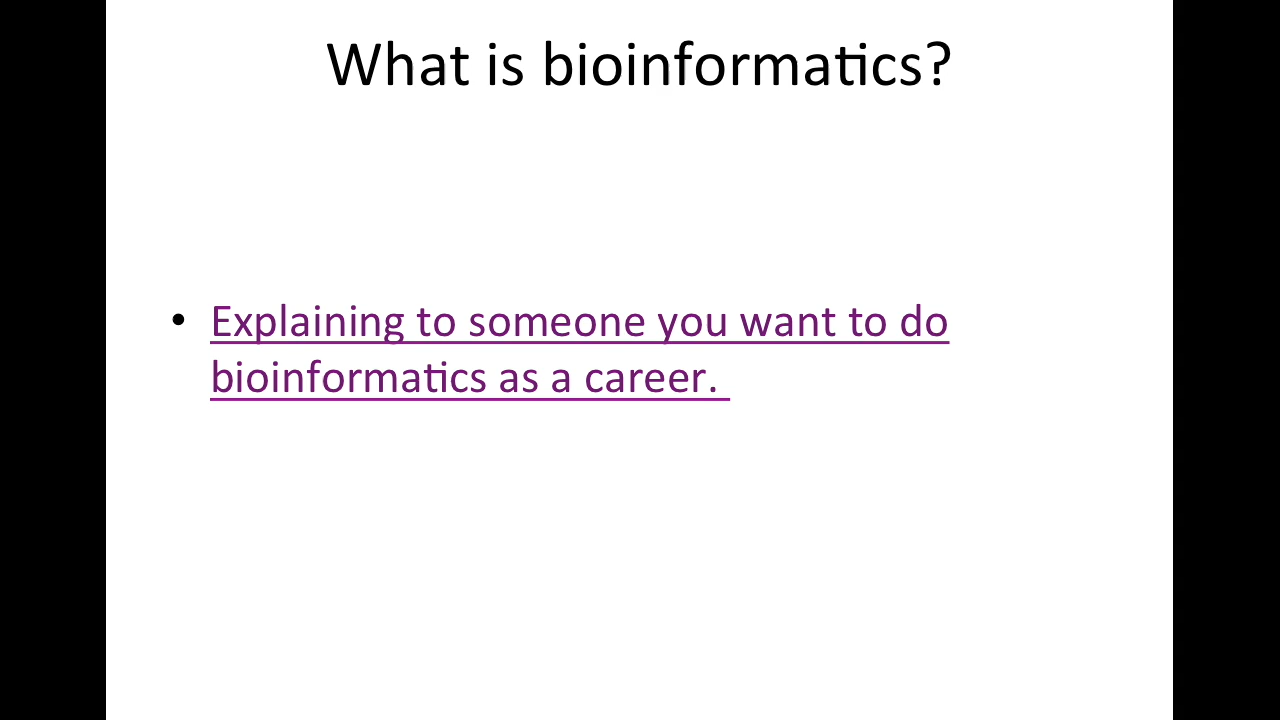 What is bioinformatics?
• Explaining to someone you want to do
bioinformatics as a career.